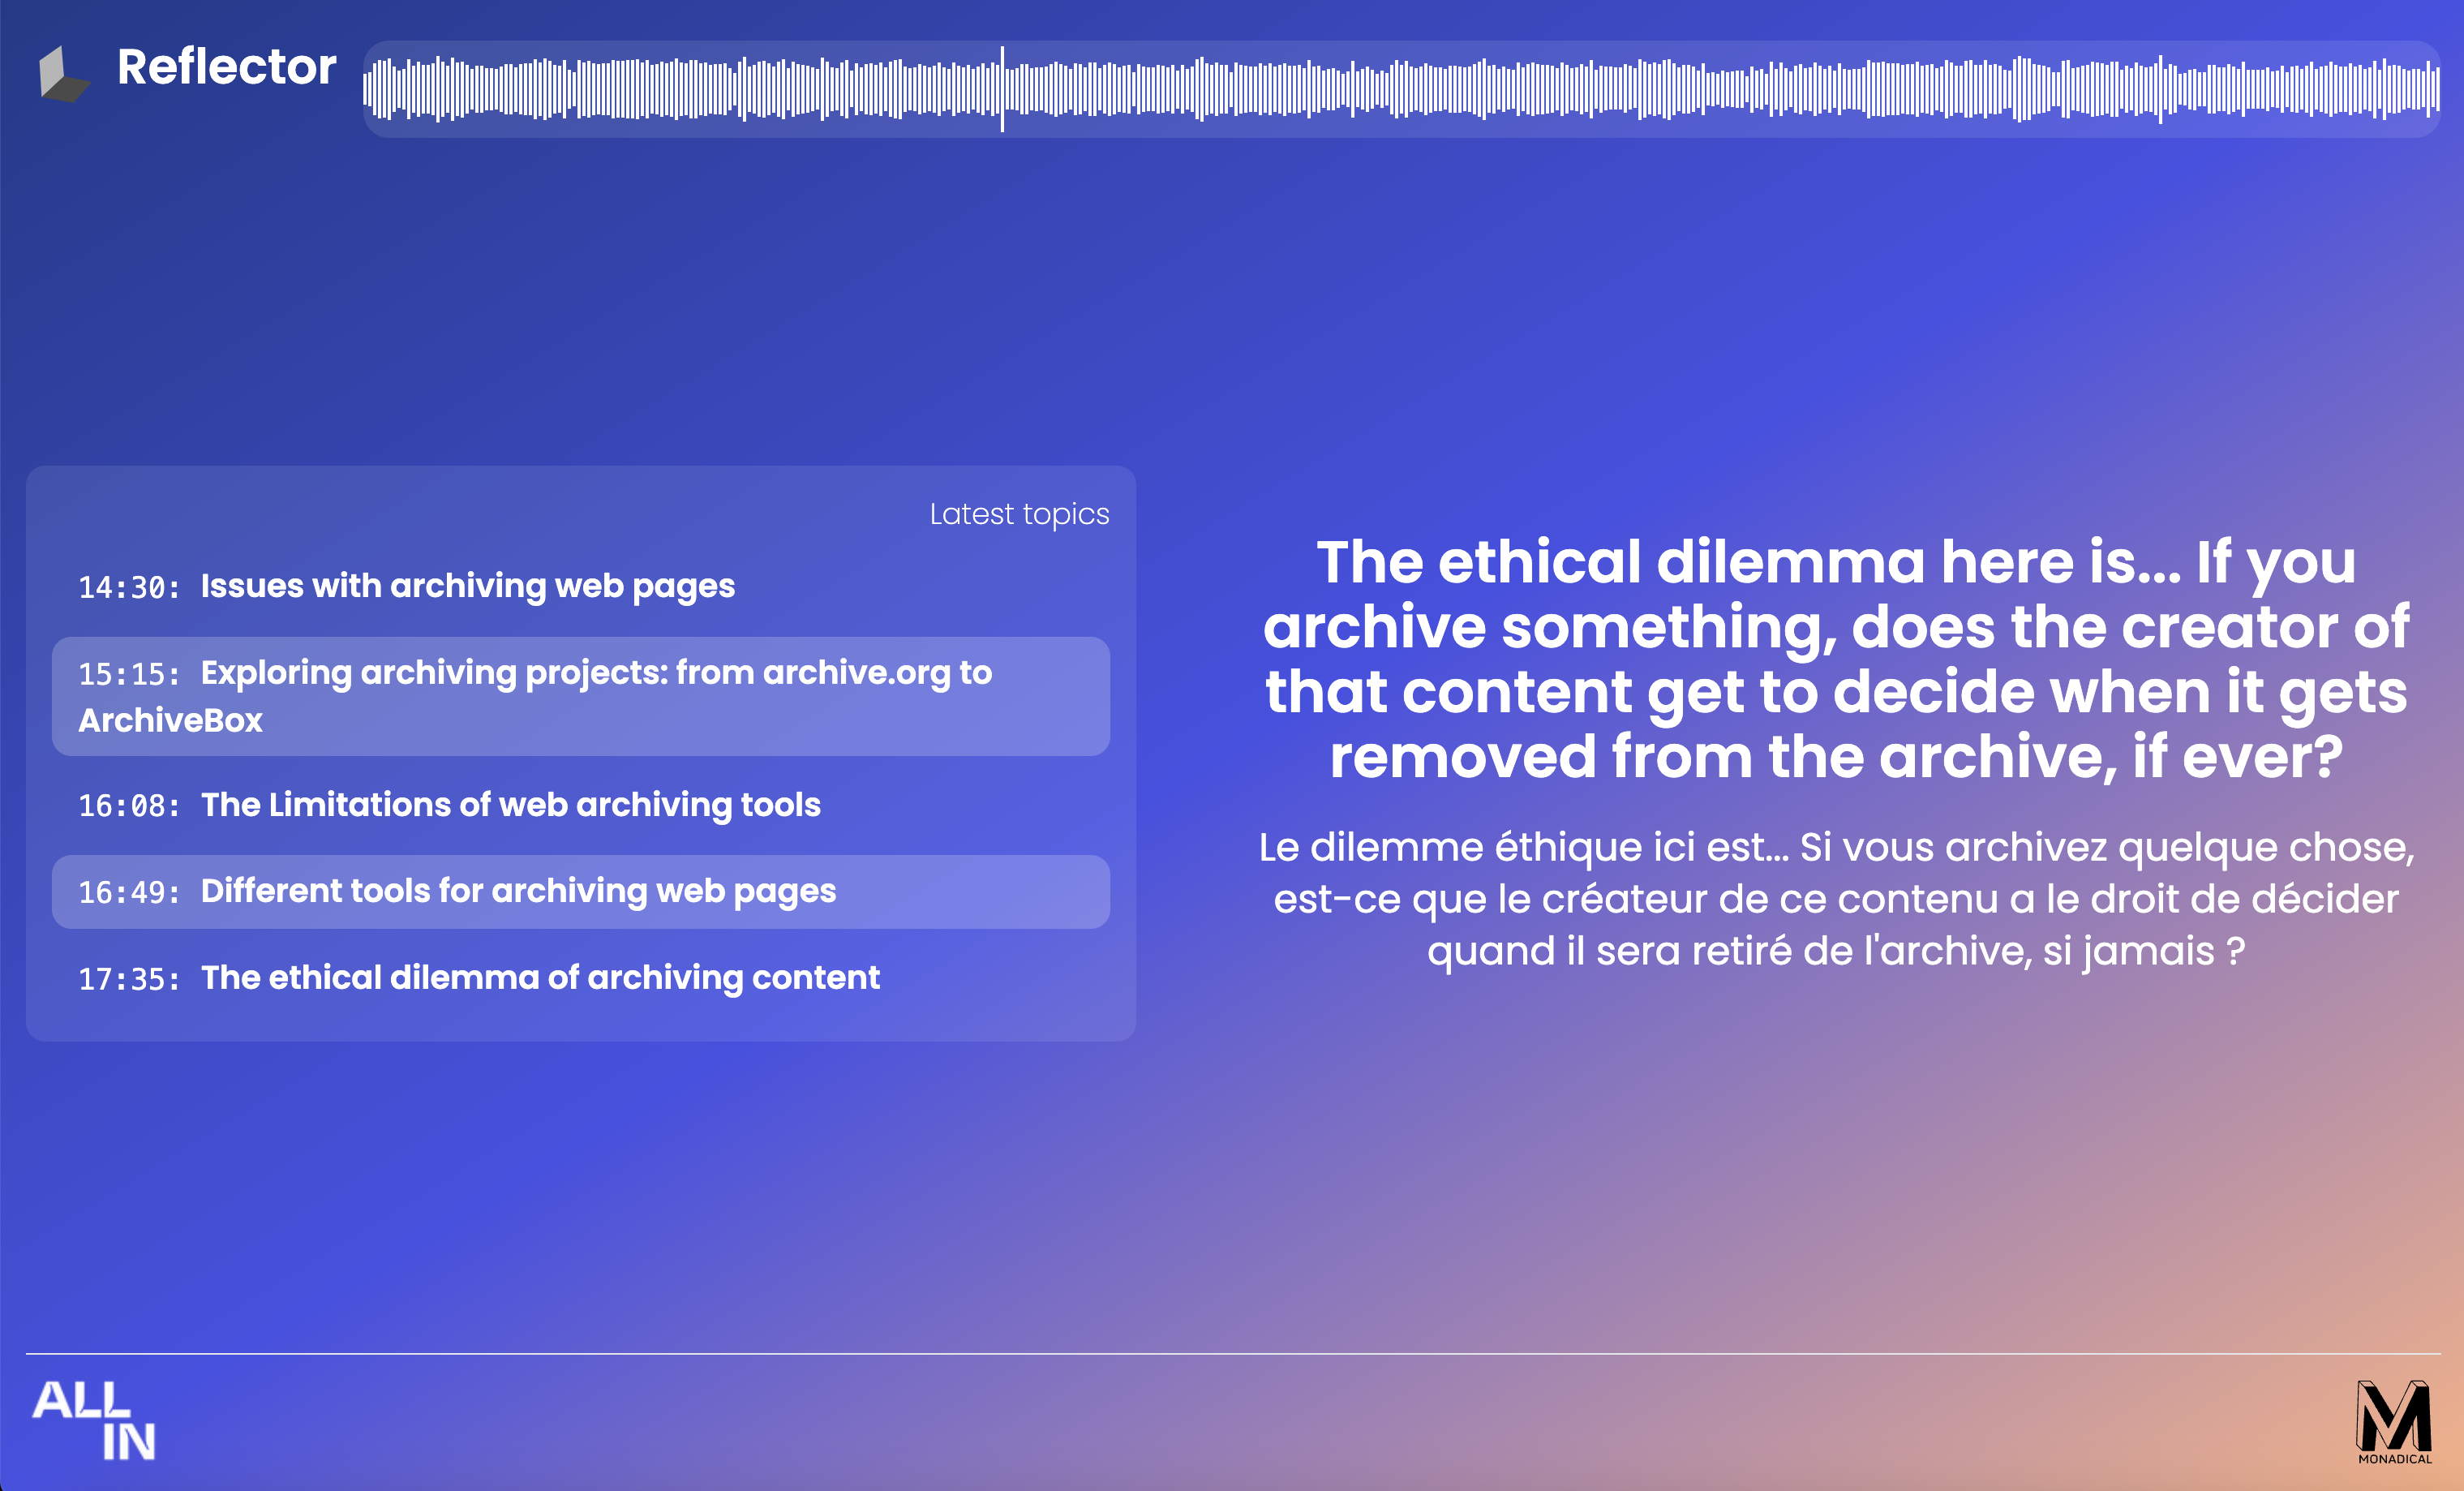 Reflector
Latest topics
14:30: Issues with archiving web pages
15:15: Exploring archiving projects: from archive.org to
ArchiveBox
16:08: The Limitations of web archiving tools
16:49: Different tools for archiving web pages
17:35: The ethical dilemma of archiving content
The ethical dilemma here is... If you
archive something, does the creator of
that content get to decide when it gets
removed from the archive, if ever?
Le dilemme éthique ici est... Si vous archivez quelque chose,
est-ce que le créateur de ce contenu a le droit de décider
quand il sera retiré de l'archive, si jamais ?
ALL
IN
M
MONADICAL